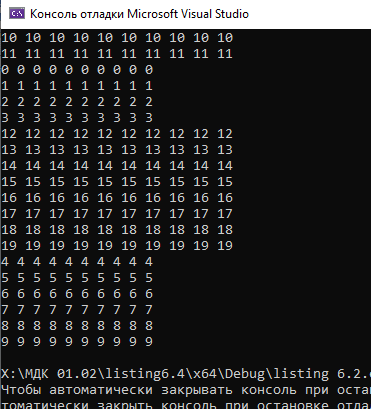 Консоль отладки Microsoft Visual Studio
10 10 10 10 10 10 10 10 10 10
11 11 11 11 11 11 11 11 11 11
0 0 0 0 0 0 0 0 0 0
1 1 1 1 1 1 1 1 1 1
2 2 2 2 2 2 2 2 2 2
3 3 3 3 3 3 3 3 3 3
12 12 12 12 12 12 12 12 12 12
13 13 13 13 13 13 13 13 13 13
14 14 14 14 14 14 14 14 14 14
15 15 15 15 15 15 15 15 15 15
16 16 16 16 16 16 16 16 16 16
17 17 17 17 17 17 17 17 17 17
18 18 18 18 18 18 18 18 18 18
19 19 19 19 19 19 19 19 19 19
4 4 4 4 4 4 4 4 4 4
5 5 5 5 5 5 5 5 5 5
6 6 6 6 6 6 6 6 6 6
7 7 7 7 7 7 7 7 7 7
8 8 8 8 8 8 8 8 8 8
9 9 9 9 9 9 9 9 9 9
X:\МДК 01.02\listing6.4\x64\Debug\listing 6.2.
Чтобы автоматически закрывать консоль при оста
томатически закрыть консоль при остановке отла